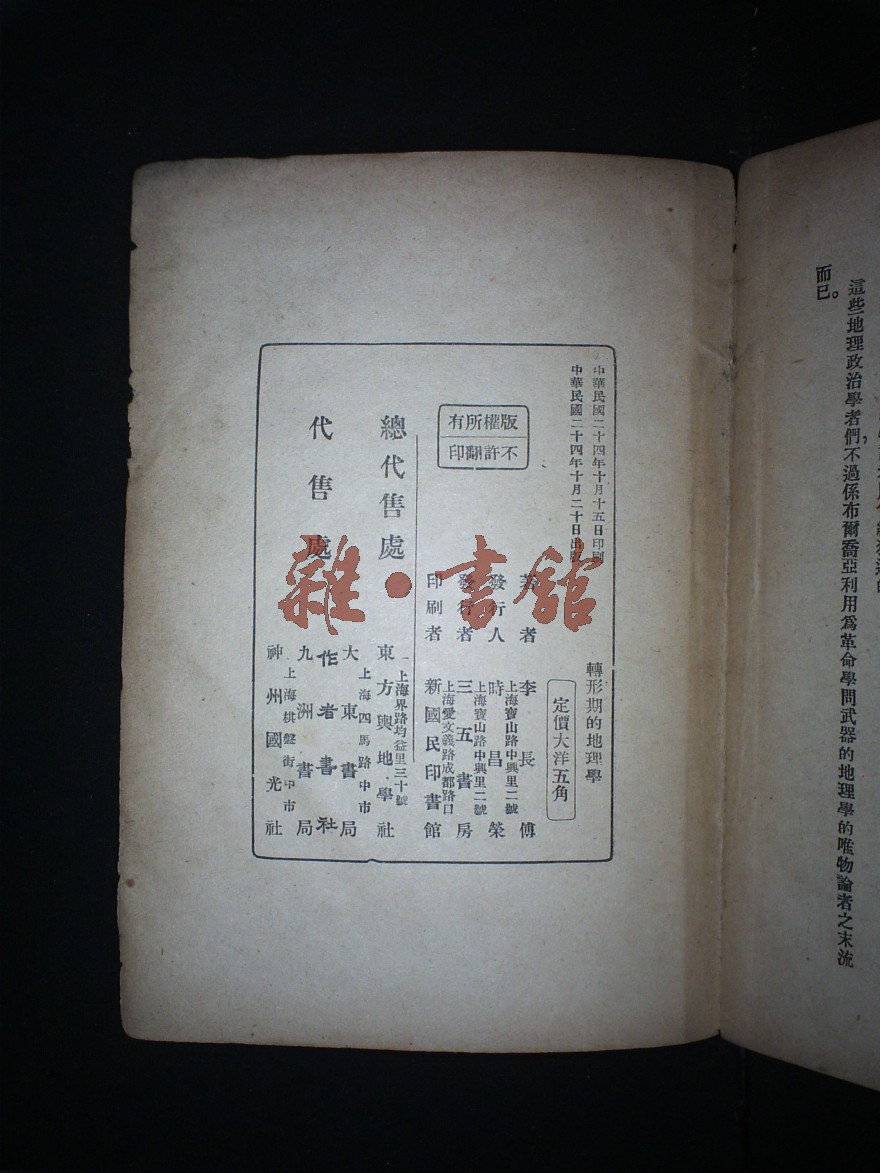 這些地理政治學者們，不過係布爾喬亞利用為革命學問武器的地理學的唯物論者之末流
而已。
中華民國二十四年十月十五日印刷
中華民國二十四年十月二十日出版
轉形期的地理學
定價大洋五角
版權所有
不許翻印
著者 李長傅
上海寶山路中興里二號
發行人 時昌榮
上海寶山路中興里二號
發行者 三五書房
上海愛文義路成都路口
印刷者 新國民印書館
總代售處 東方輿地學社
上海界路均益里三十號
代售處
上海四馬路中市
大東書局
作者書社
九洲書局
上海棋盤街中市
神州國光社
雜·書館